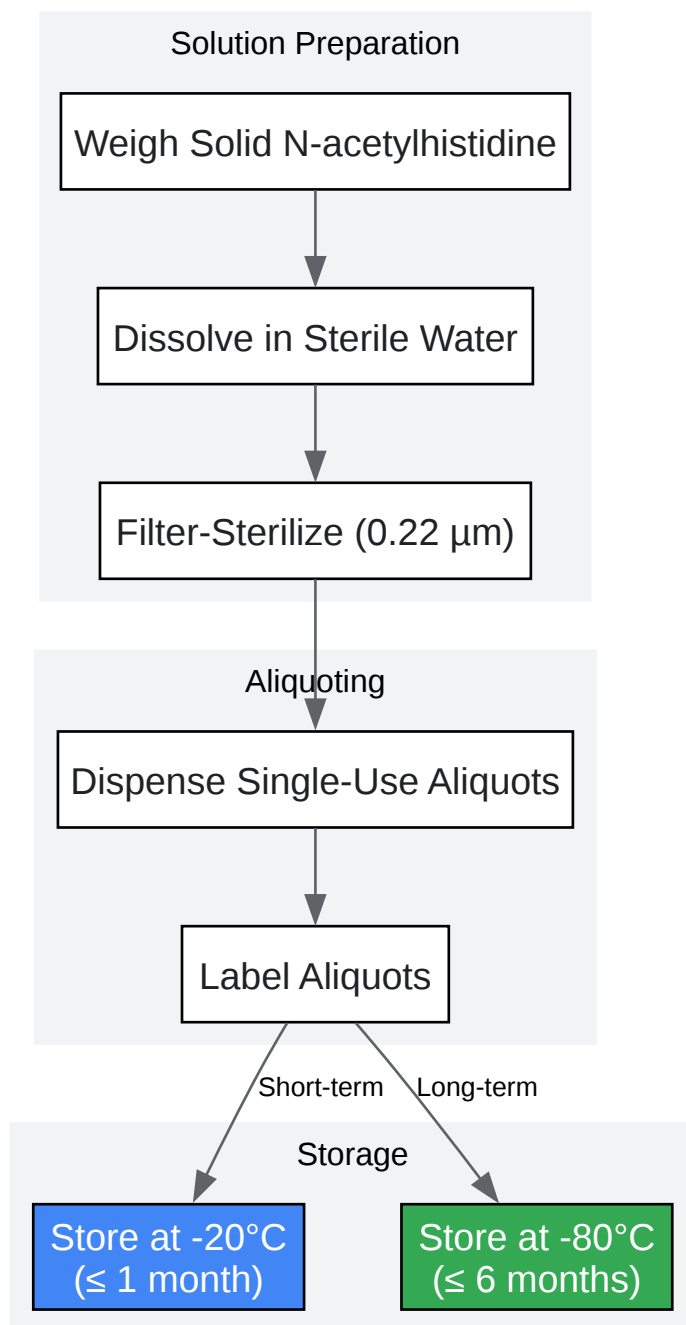 Solution Preparation
Weigh Solid N-acetylhistidine
Dissolve in Sterile Water
Filter-Sterilize (0.22 µm)
Aliquoting
Dispense Single-Use Aliquots
Label Aliquots
Short-term
Long-term
Storage
Store at -20°C
(≤ 1 month)
Store at -80°C
(≤ 6 months)